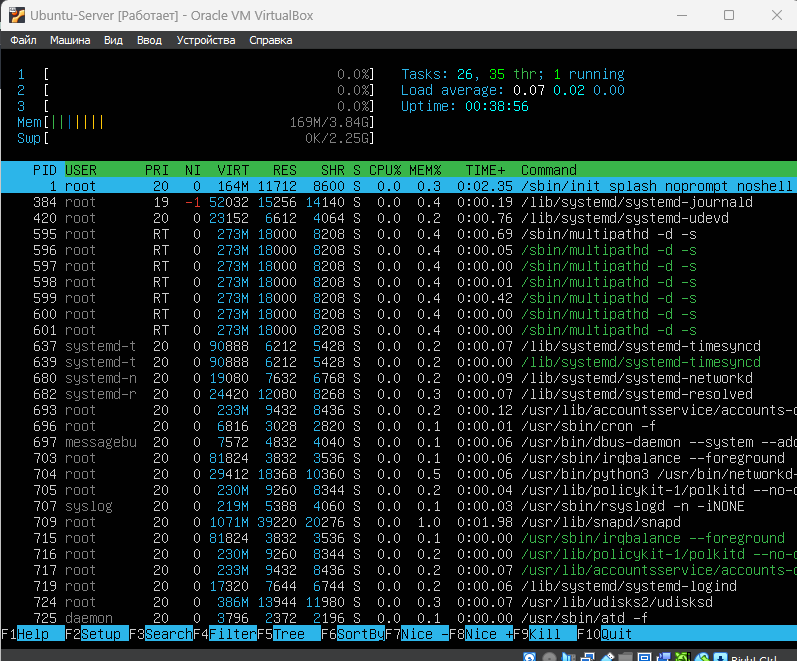 Ubuntu-Server [Работает] - Oracle VM VirtualBox
Файл Машина Вид Ввод Устройства Справка
1 [ 0.0%] Tasks: 26, 35 thr; 1 running
2 [ 0.0%] Load average: 0.07 0.02 0.00
3 [ 0.0%] Uptime: 00:38:56
Mem[||||||| 169M/3.84G]
Swp[ 0K/2.25G]
PID USER PRI NI VIRT RES SHR S CPU% MEM% TIME+ Command
1 root 20 0 164M 11712 8600 S 0.0 0.3 0:02.35 /sbin/init splash noprompt noshell
384 root 19 -1 52032 15256 14140 S 0.0 0.4 0:00.19 /lib/systemd/systemd-journald
420 root 20 0 23152 6612 4064 S 0.0 0.2 0:00.76 /lib/systemd/systemd-udevd
595 root RT 0 273M 18000 8208 S 0.0 0.4 0:00.69 /sbin/multipathd -d -s
596 root RT 0 273M 18000 8208 S 0.0 0.4 0:00.05 /sbin/multipathd -d -s
597 root RT 0 273M 18000 8208 S 0.0 0.4 0:00.00 /sbin/multipathd -d -s
598 root RT 0 273M 18000 8208 S 0.0 0.4 0:00.01 /sbin/multipathd -d -s
599 root RT 0 273M 18000 8208 S 0.0 0.4 0:00.42 /sbin/multipathd -d -s
600 root RT 0 273M 18000 8208 S 0.0 0.4 0:00.00 /sbin/multipathd -d -s
601 root RT 0 273M 18000 8208 S 0.0 0.4 0:00.00 /sbin/multipathd -d -s
637 systemd-t 20 0 90888 6212 5428 S 0.0 0.2 0:00.07 /lib/systemd/systemd-timesyncd
639 systemd-t 20 0 90888 6212 5428 S 0.0 0.2 0:00.00 /lib/systemd/systemd-timesyncd
680 systemd-n 20 0 19080 7632 6768 S 0.0 0.2 0:00.09 /lib/systemd/systemd-networkd
682 systemd-r 20 0 24420 12080 8268 S 0.0 0.3 0:00.07 /lib/systemd/systemd-resolved
693 root 20 0 233M 9432 8436 S 0.0 0.2 0:00.12 /usr/lib/accountsservice/accounts-d
696 root 20 0 6816 3028 2820 S 0.0 0.1 0:00.01 /usr/sbin/cron -f
697 messagebu 20 0 7572 4832 4040 S 0.0 0.1 0:00.06 /usr/bin/dbus-daemon --system --add
703 root 20 0 81824 3832 3536 S 0.0 0.1 0:00.06 /usr/sbin/irqbalance --foreground
704 root 20 0 29412 18368 10360 S 0.0 0.5 0:00.06 /usr/bin/python3 /usr/bin/networkd-
705 root 20 0 230M 9260 8344 S 0.0 0.2 0:00.04 /usr/lib/policykit-1/polkitd --no-d
707 syslog 20 0 219M 5388 4060 S 0.0 0.1 0:00.03 /usr/sbin/rsyslogd -n -iNONE
709 root 20 0 1071M 39220 20276 S 0.0 1.0 0:01.98 /usr/lib/snapd/snapd
715 root 20 0 81824 3832 3536 S 0.0 0.1 0:00.00 /usr/sbin/irqbalance --foreground
716 root 20 0 230M 9260 8344 S 0.0 0.2 0:00.00 /usr/lib/policykit-1/polkitd --no-d
717 root 20 0 233M 9432 8436 S 0.0 0.2 0:00.07 /usr/lib/accountsservice/accounts-d
719 root 20 0 17320 7644 6744 S 0.0 0.2 0:00.06 /lib/systemd/systemd-logind
724 root 20 0 386M 13944 11980 S 0.0 0.3 0:00.07 /usr/lib/udisks2/udisksd
725 daemon 20 0 3796 2372 2196 S 0.0 0.1 0:00.00 /usr/sbin/atd -f
F1Help F2Setup F3SearchF4FilterF5Tree F6SortByF7Nice -F8Nice +F9Kill F10Quit
Right Ctrl